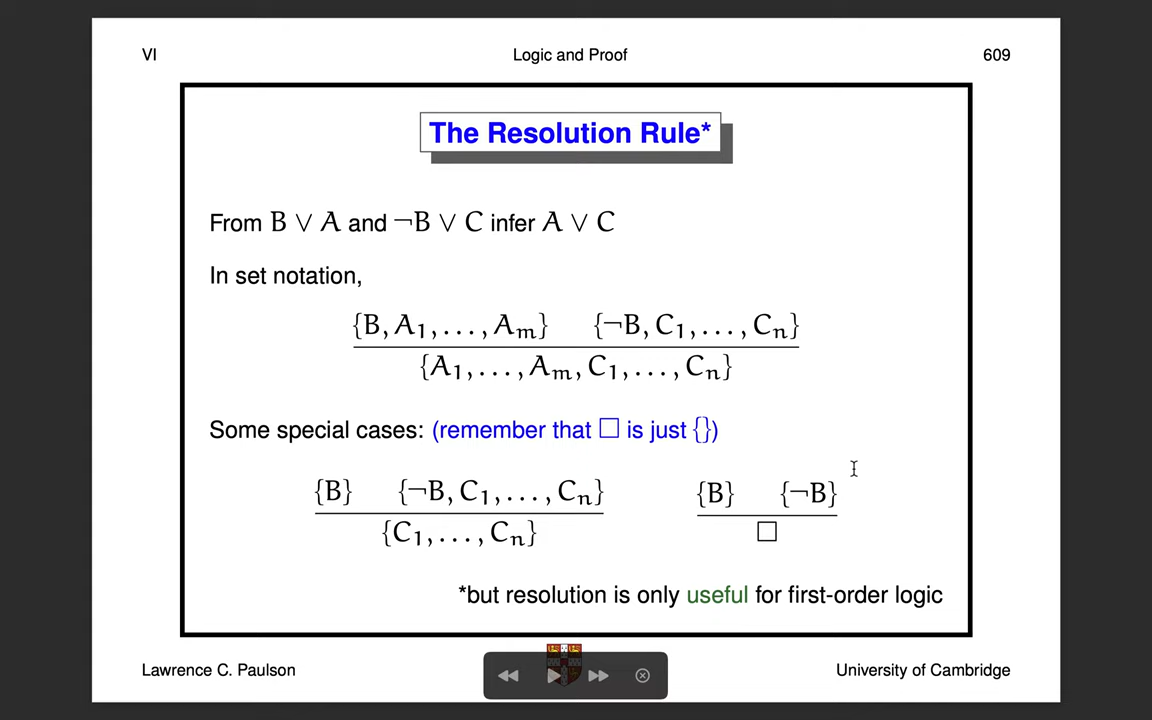 VI Logic and Proof 609
The Resolution Rule*
From B ∨ A and ¬B ∨ C infer A ∨ C
In set notation,
{B, A₁, . . . , Aₘ} {¬B, C₁, . . . , Cₙ}
{A₁, . . . , Aₘ, C₁, . . . , Cₙ}
Some special cases: (remember that □ is just {})
{B} {¬B, C₁, . . . , Cₙ} {B} {¬B}
{C₁, . . . , Cₙ} □
*but resolution is only useful for first-order logic
Lawrence C. Paulson University of Cambridge